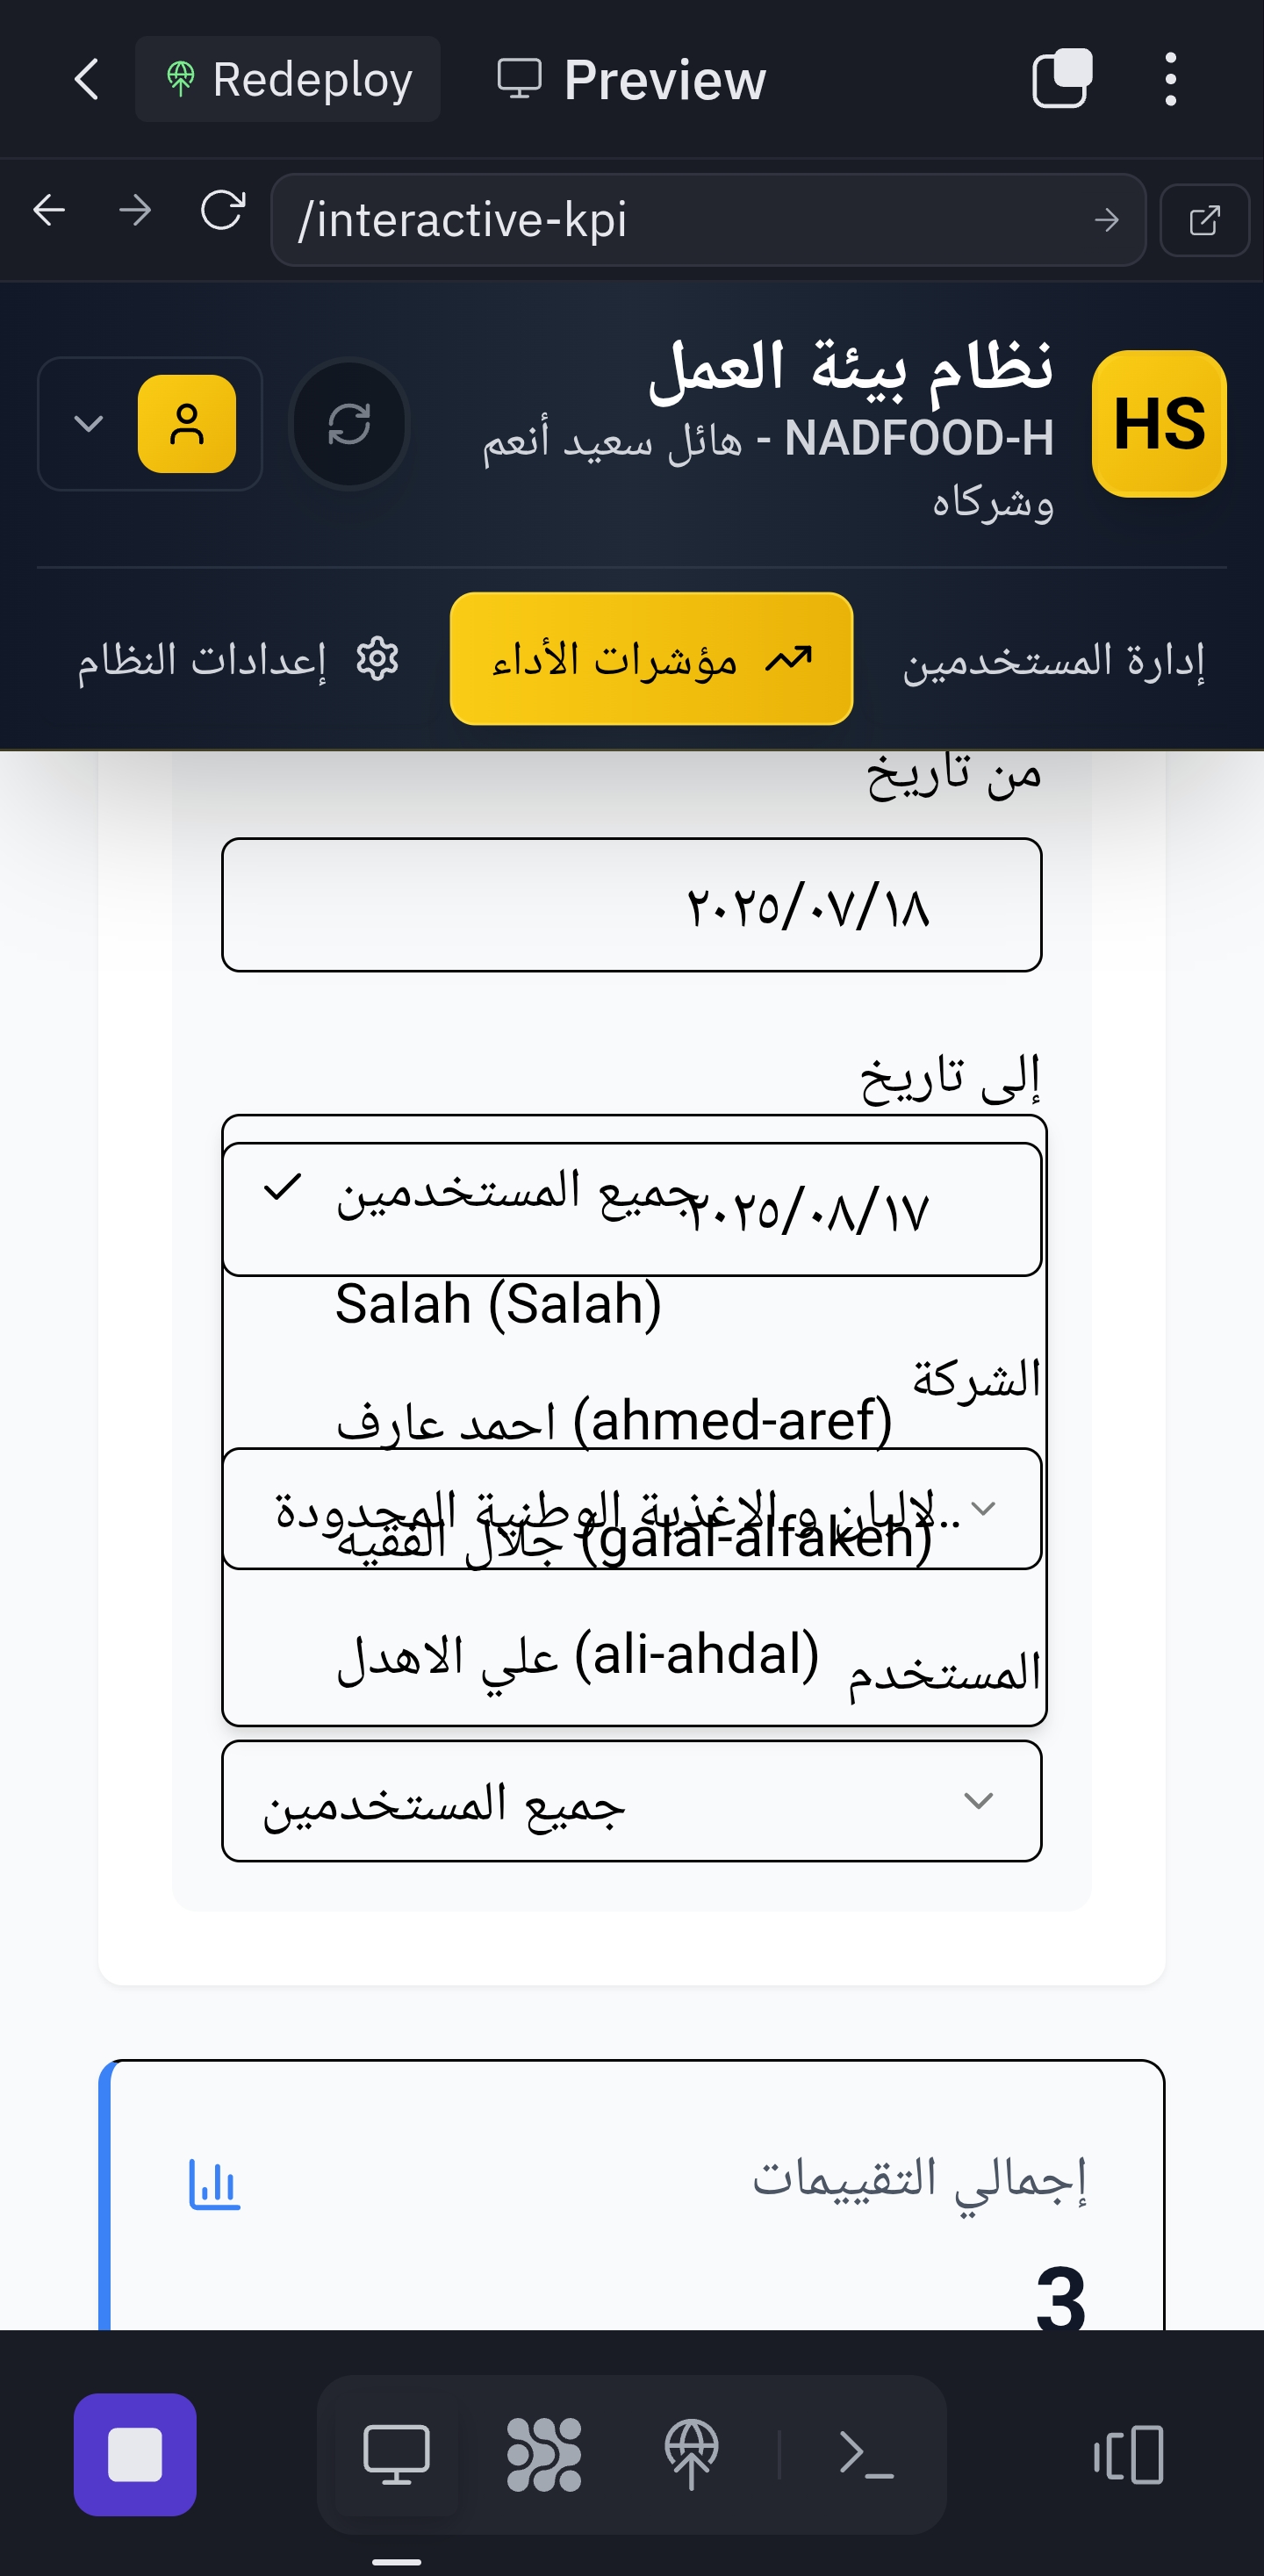 Redeploy
Preview
/interactive-kpi
HS
نظام بيئة العمل
NADFOOD-H - هائل سعيد أنعم
وشركاه
إدارة المستخدمين
مؤشرات الأداء
إعدادات النظام
من تاريخ
٢٠٢٥/٠٧/١٨
إلى تاريخ
٢٠٢٥/٠٨/١٧
جميع المستخدمين
Salah (Salah)
الشركة
احمد عارف (ahmed-aref)
لالبان و الاغذية الوطنية المحدودة..
جلال الفقيه (galal-alfakeh)
علي الاهدل (ali-ahdal)
المستخدم
جميع المستخدمين
إجمالي التقييمات
3